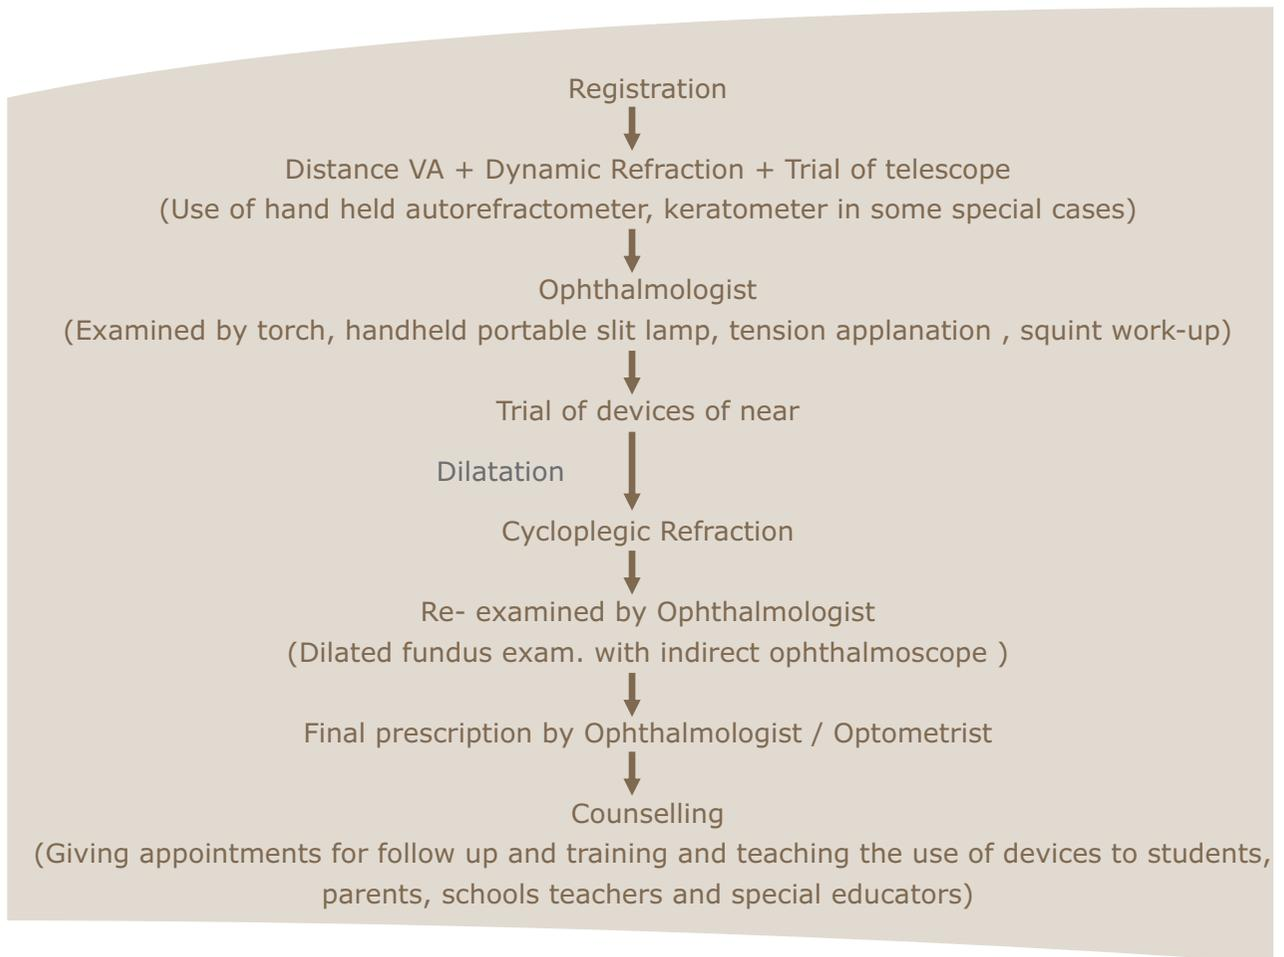 Registration
Distance VA + Dynamic Refraction + Trial of telescope
(Use of hand held autorefractometer, keratometer in some special cases)
Ophthalmologist
(Examined by torch, handheld portable slit lamp, tension applanation , squint work-up)
Trial of devices of near
Dilatation
Cycloplegic Refraction
Re- examined by Ophthalmologist
(Dilated fundus exam. with indirect ophthalmoscope )
Final prescription by Ophthalmologist / Optometrist
Counselling
(Giving appointments for follow up and training and teaching the use of devices to students,
parents, schools teachers and special educators)